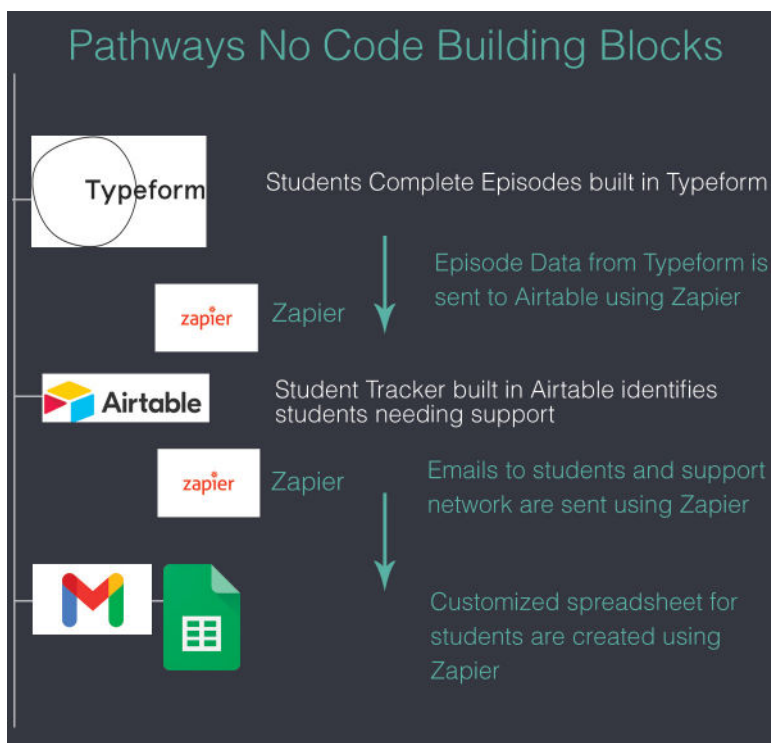 Pathways No Code Building Blocks
Typeform
Students Complete Episodes built in Typeform
Episode Data from Typeform is
sent to Airtable using Zapier
zapier
Zapier
Airtable
Student Tracker built in Airtable identifies
students needing support
zapier
Zapier
Emails to students and support
network are sent using Zapier
Customized spreadsheet for
students are created using
Zapier